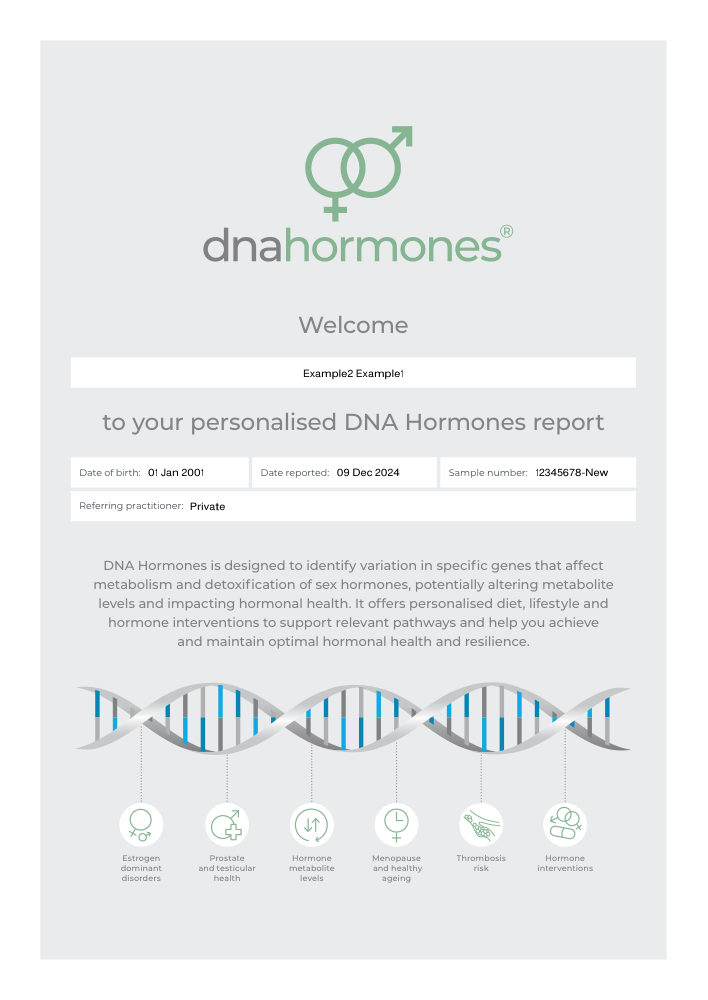 dnahormones®
Welcome
Example2 Example1
to your personalised DNA Hormones report
Date of birth: 01 Jan 2001 Date reported: 09 Dec 2024 Sample number: 12345678-New
Referring practitioner: Private
DNA Hormones is designed to identify variation in specific genes that affect
metabolism and detoxification of sex hormones, potentially altering metabolite
levels and impacting hormonal health. It offers personalised diet, lifestyle and
hormone interventions to support relevant pathways and help you achieve
and maintain optimal hormonal health and resilience.
Estrogen
dominant
disorders
Prostate
and testicular
health
Hormone
metabolite
levels
Menopause
and healthy
ageing
Thrombosis
risk
Hormone
interventions